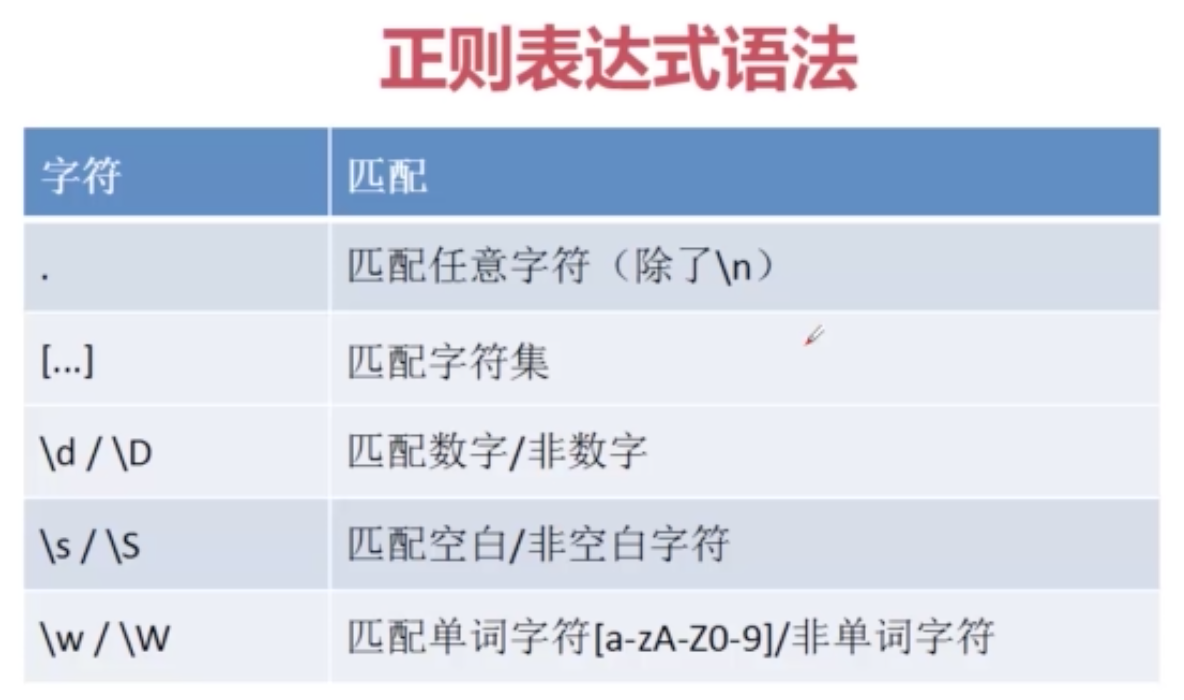 正则表达式语法
字符 匹配
. 匹配任意字符（除了\n）
[...] 匹配字符集
\d / \D 匹配数字/非数字
\s / \S 匹配空白/非空白字符
\w / \W 匹配单词字符[a-zA-Z0-9]/非单词字符